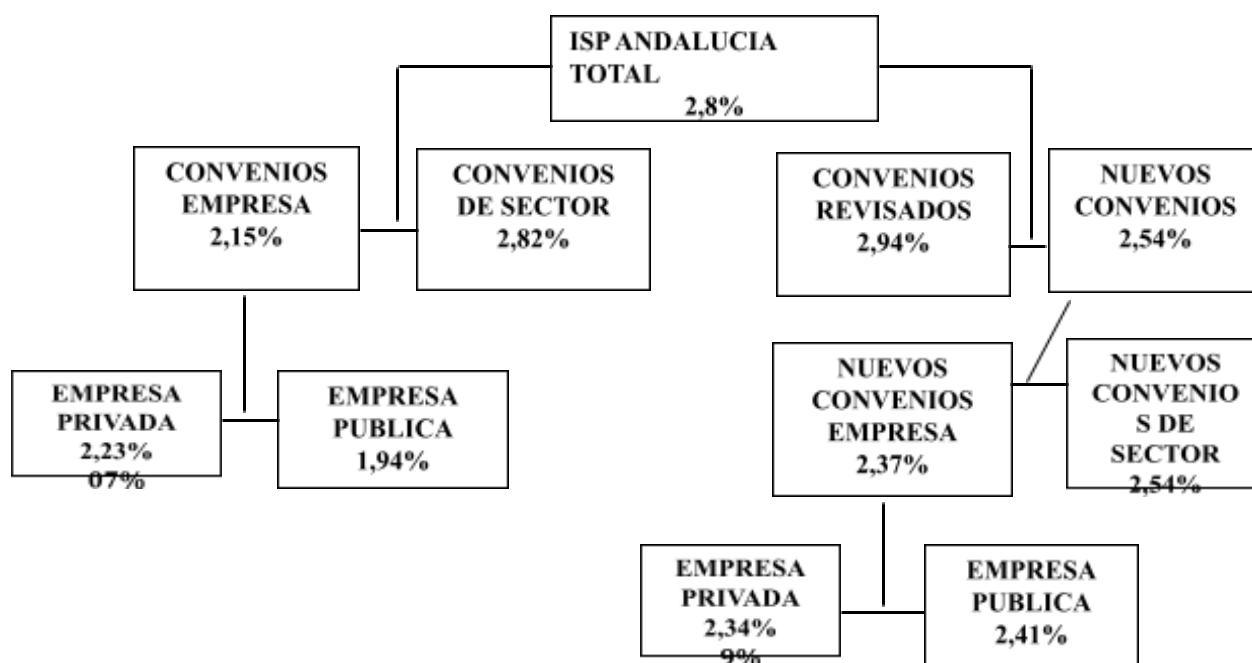 ISP ANDALUCIA
TOTAL
2,8%
CONVENIOS
EMPRESA
2,15%
CONVENIOS
DE SECTOR
2,82%
CONVENIOS
REVISADOS
2,94%
NUEVOS
CONVENIOS
2,54%
EMPRESA
PRIVADA
2,23%
07%
EMPRESA
PUBLICA
1,94%
NUEVOS
CONVENIOS
EMPRESA
2,37%
NUEVOS
CONVENIO
S DE
SECTOR
2,54%
EMPRESA
PRIVADA
2,34%
9%
EMPRESA
PUBLICA
2,41%